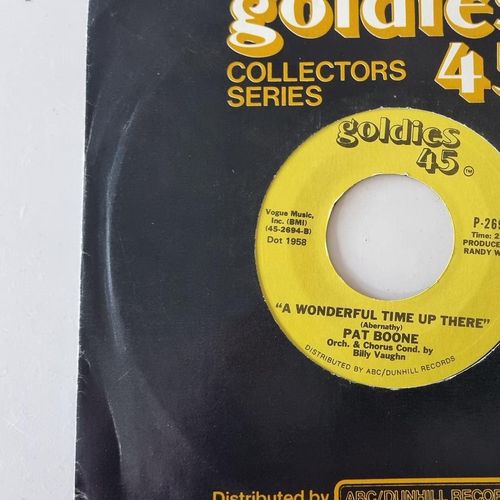 goldies
COLLECTORS 45
SERIES
goldies
45 TM
Vogue Music,
Inc. (BMI)
(45-2694-B)
Dot 1958
P-269
Time: 2
PRODUCE
RANDY W
"A WONDERFUL TIME UP THERE"
(Abernathy)
PAT BOONE
Orch. & Chorus Cond. by
Billy Vaughn
DISTRIBUTED BY ABC/DUNHILL RECORDS
Distributed by ABC/DUNHILL RECOR